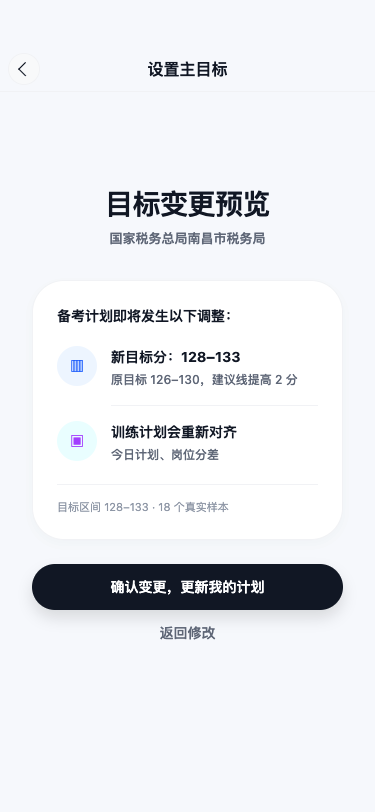 设置主目标
目标变更预览
国家税务总局南昌市税务局
备考计划即将发生以下调整：
新目标分：128–133
原目标 126–130，建议线提高 2 分
训练计划会重新对齐
今日计划、岗位分差
目标区间 128–133 · 18 个真实样本
确认变更，更新我的计划
返回修改